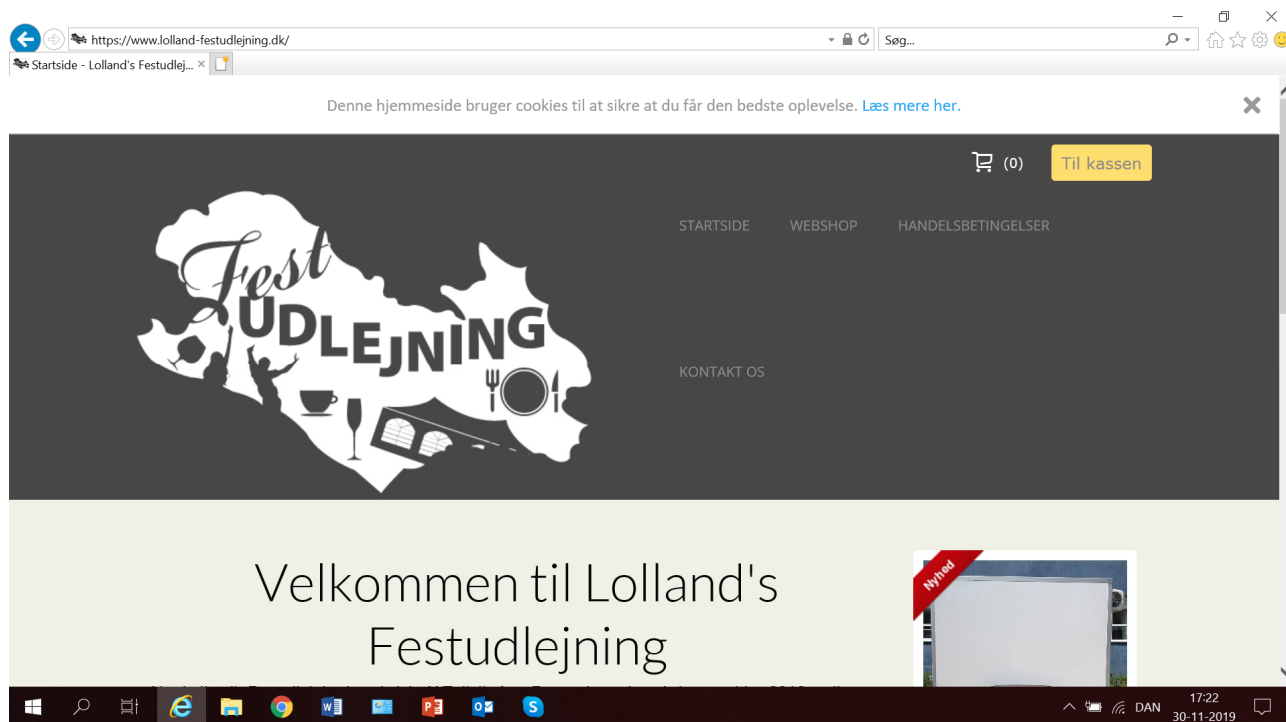 https://www.lolland-festudlejning.dk/
Søg...
Startside - Lolland's Festudlej...
Denne hjemmeside bruger cookies til at sikre at du får den bedste oplevelse. Læs mere her.
(0)
Til kassen
STARTSIDE WEBSHOP HANDELSBETINGELSER
Fest
UDLEJNING
KONTAKT OS
Velkommen til Lolland's
Festudlejning
Nyhed
DAN
17:22
30-11-2019